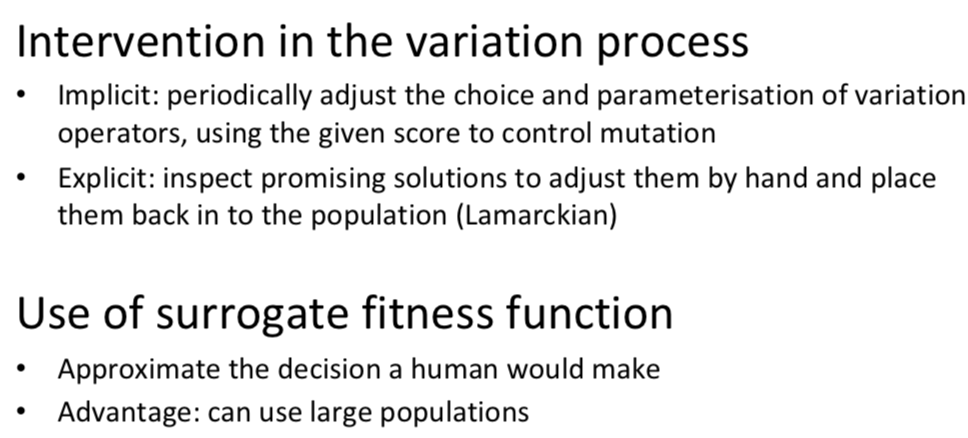 Intervention in the variation process
• Implicit: periodically adjust the choice and parameterisation of variation
operators, using the given score to control mutation
• Explicit: inspect promising solutions to adjust them by hand and place
them back in to the population (Lamarckian)
Use of surrogate fitness function
• Approximate the decision a human would make
• Advantage: can use large populations